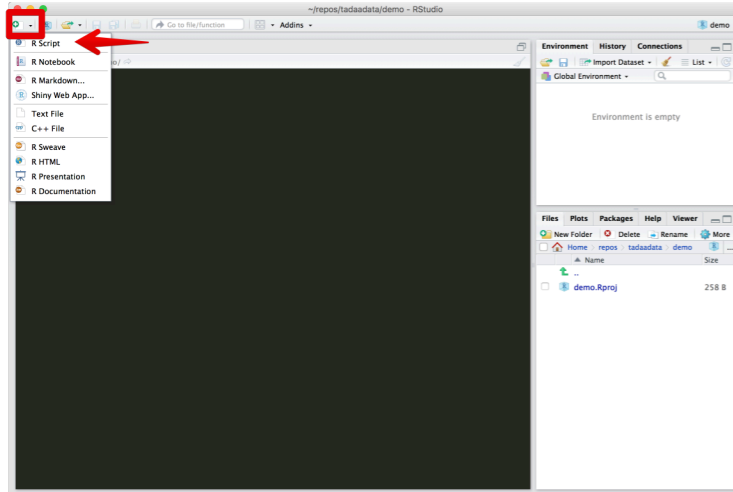 ~/repos/tadaadata/demo - RStudio
Go to file/function
Addins
demo
R Script
R Notebook
R Markdown...
Shiny Web App...
Text File
C++ File
R Sweave
R HTML
R Presentation
R Documentation
Environment History Connections
Import Dataset List
Global Environment
Environment is empty
Files Plots Packages Help Viewer
New Folder Delete Rename More
Home repos tadaadata demo ...
Name Size
..
demo.Rproj 258 B